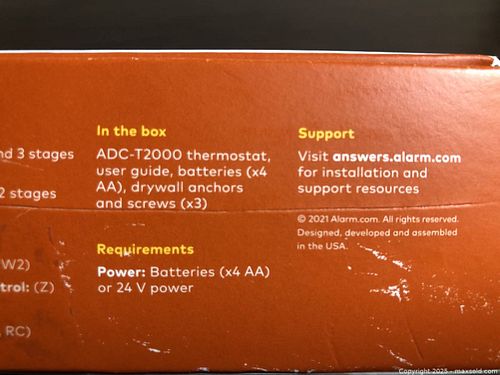 nd 3 stages
2 stages
W2)
trol: (Z)
RC)
In the box
ADC-T2000 thermostat,
user guide, batteries (x4
AA), drywall anchors
and screws (x3)
Requirements
Power: Batteries (x4 AA)
or 24 V power
Support
Visit answers.alarm.com
for installation and
support resources
© 2021 Alarm.com. All rights reserved.
Designed, developed and assembled
in the USA.
Copyright 2025 - maxsold.com